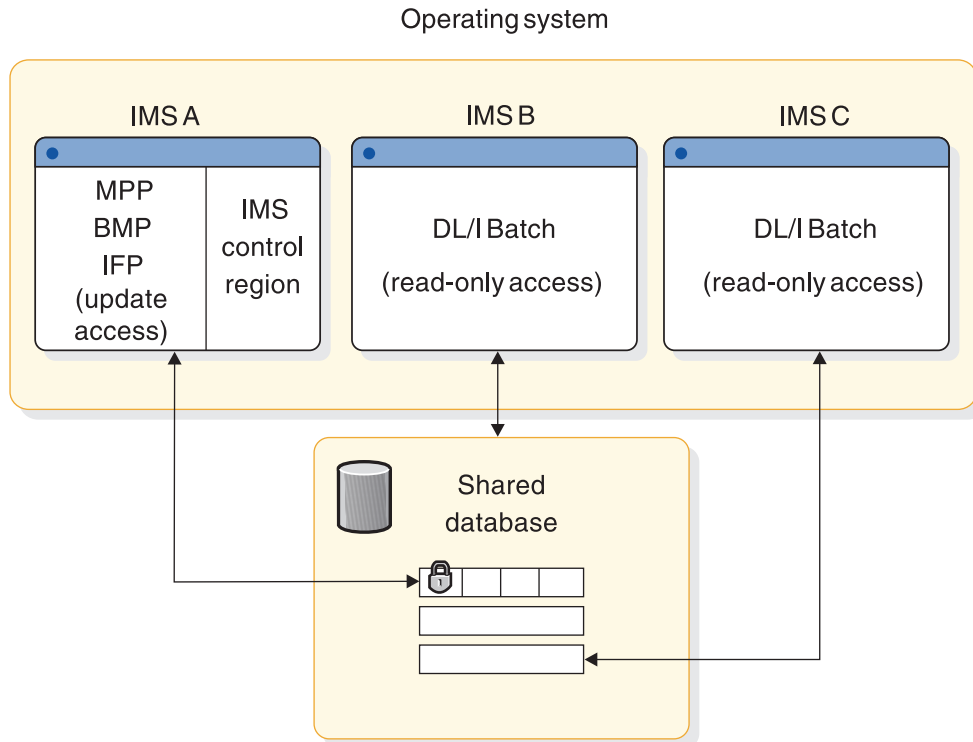 Operating system
IMS A
MPP
BMP
IFP
(update
access)
IMS
control
region
IMS B
DL/I Batch
(read-only access)
IMS C
DL/I Batch
(read-only access)
Shared
database